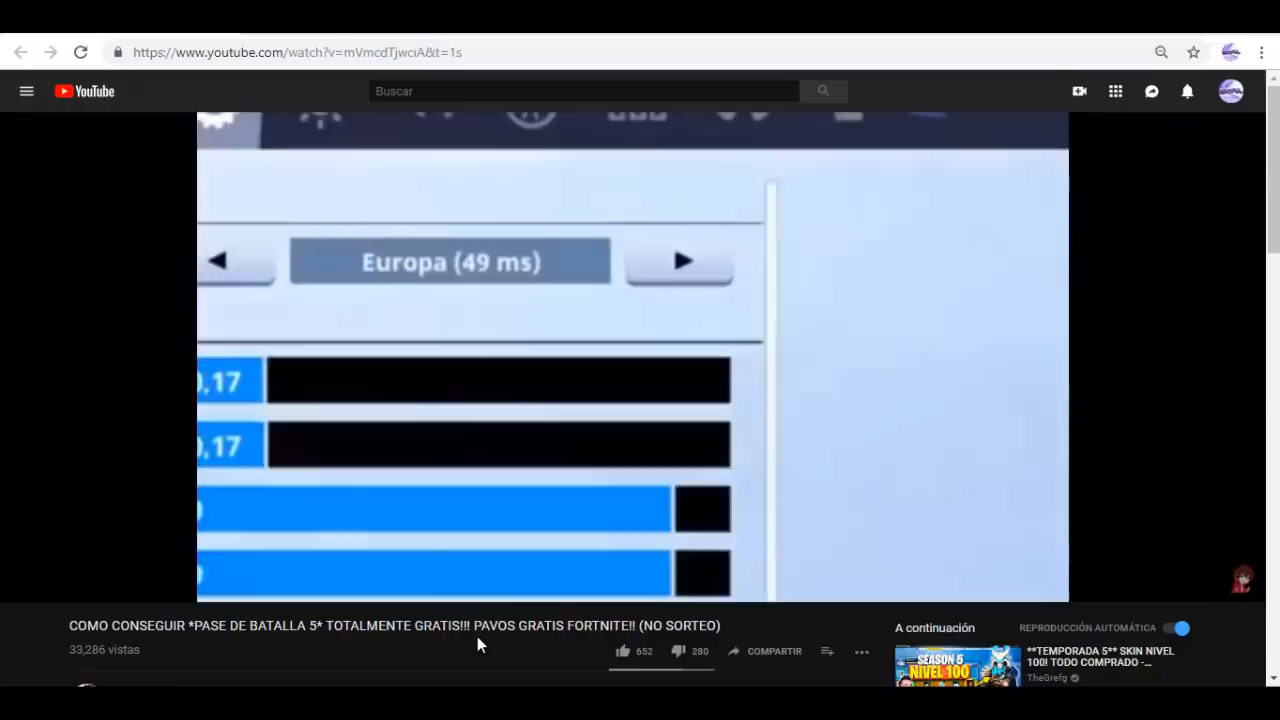 https://www.youtube.com/watch?v=mVmcdTjwciA&t=1s
YouTube
Buscar
Europa (49 ms)
0,17
0,17
COMO CONSEGUIR *PASE DE BATALLA 5* TOTALMENTE GRATIS!!! PAVOS GRATIS FORTNITE!! (NO SORTEO)
33,286 vistas
652
280
COMPARTIR
A continuación
REPRODUCCIÓN AUTOMÁTICA
SEASON 5
NIVEL 100
**TEMPORADA 5** SKIN NIVEL
100! TODO COMPRADO -...
TheGrefg